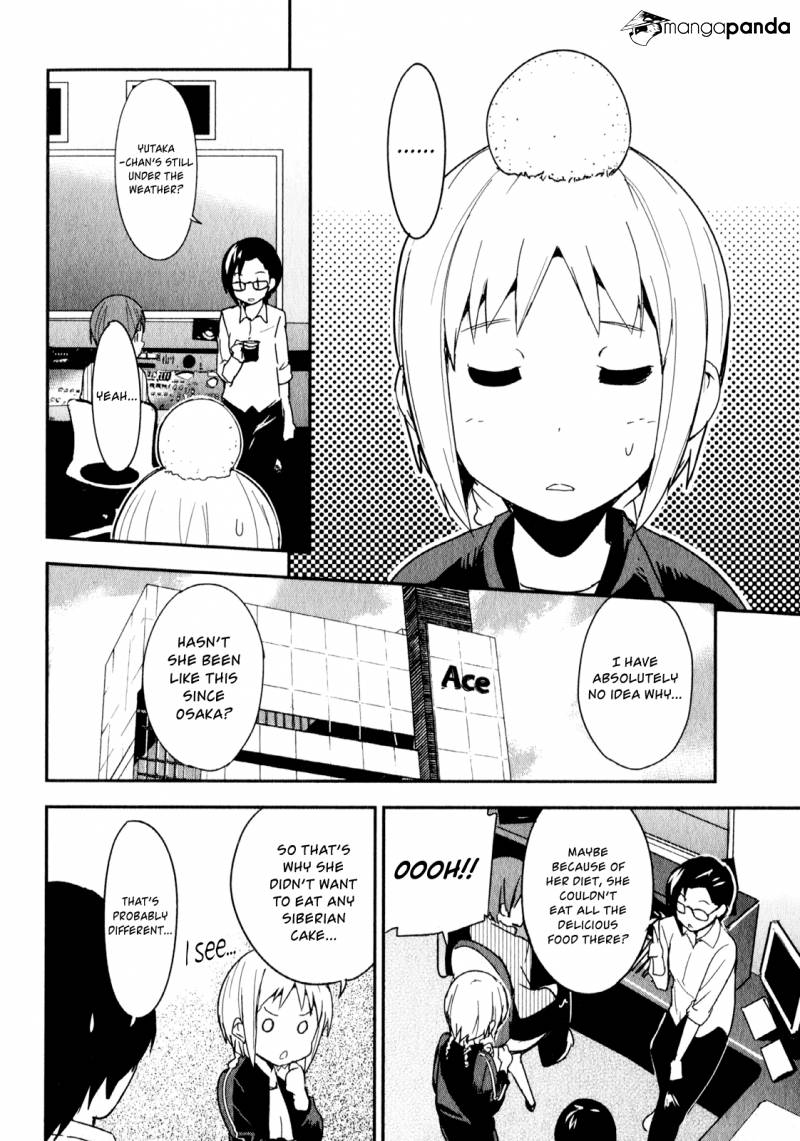 mangapanda
......
YUTAKA
-CHAN'S STILL
UNDER THE
WEATHER?
YEAH...
I HAVE
ABSOLUTELY
NO IDEA WHY...
Ace
HASN'T
SHE BEEN
LIKE THIS
SINCE
OSAKA?
MAYBE
BECAUSE OF
HER DIET, SHE
COULDN'T
EAT ALL THE
DELICIOUS
FOOD THERE?
OOOH!!
SO THAT'S
WHY SHE
DIDN'T WANT
TO EAT ANY
SIBERIAN
CAKE...
I see...
THAT'S
PROBABLY
DIFFERENT...